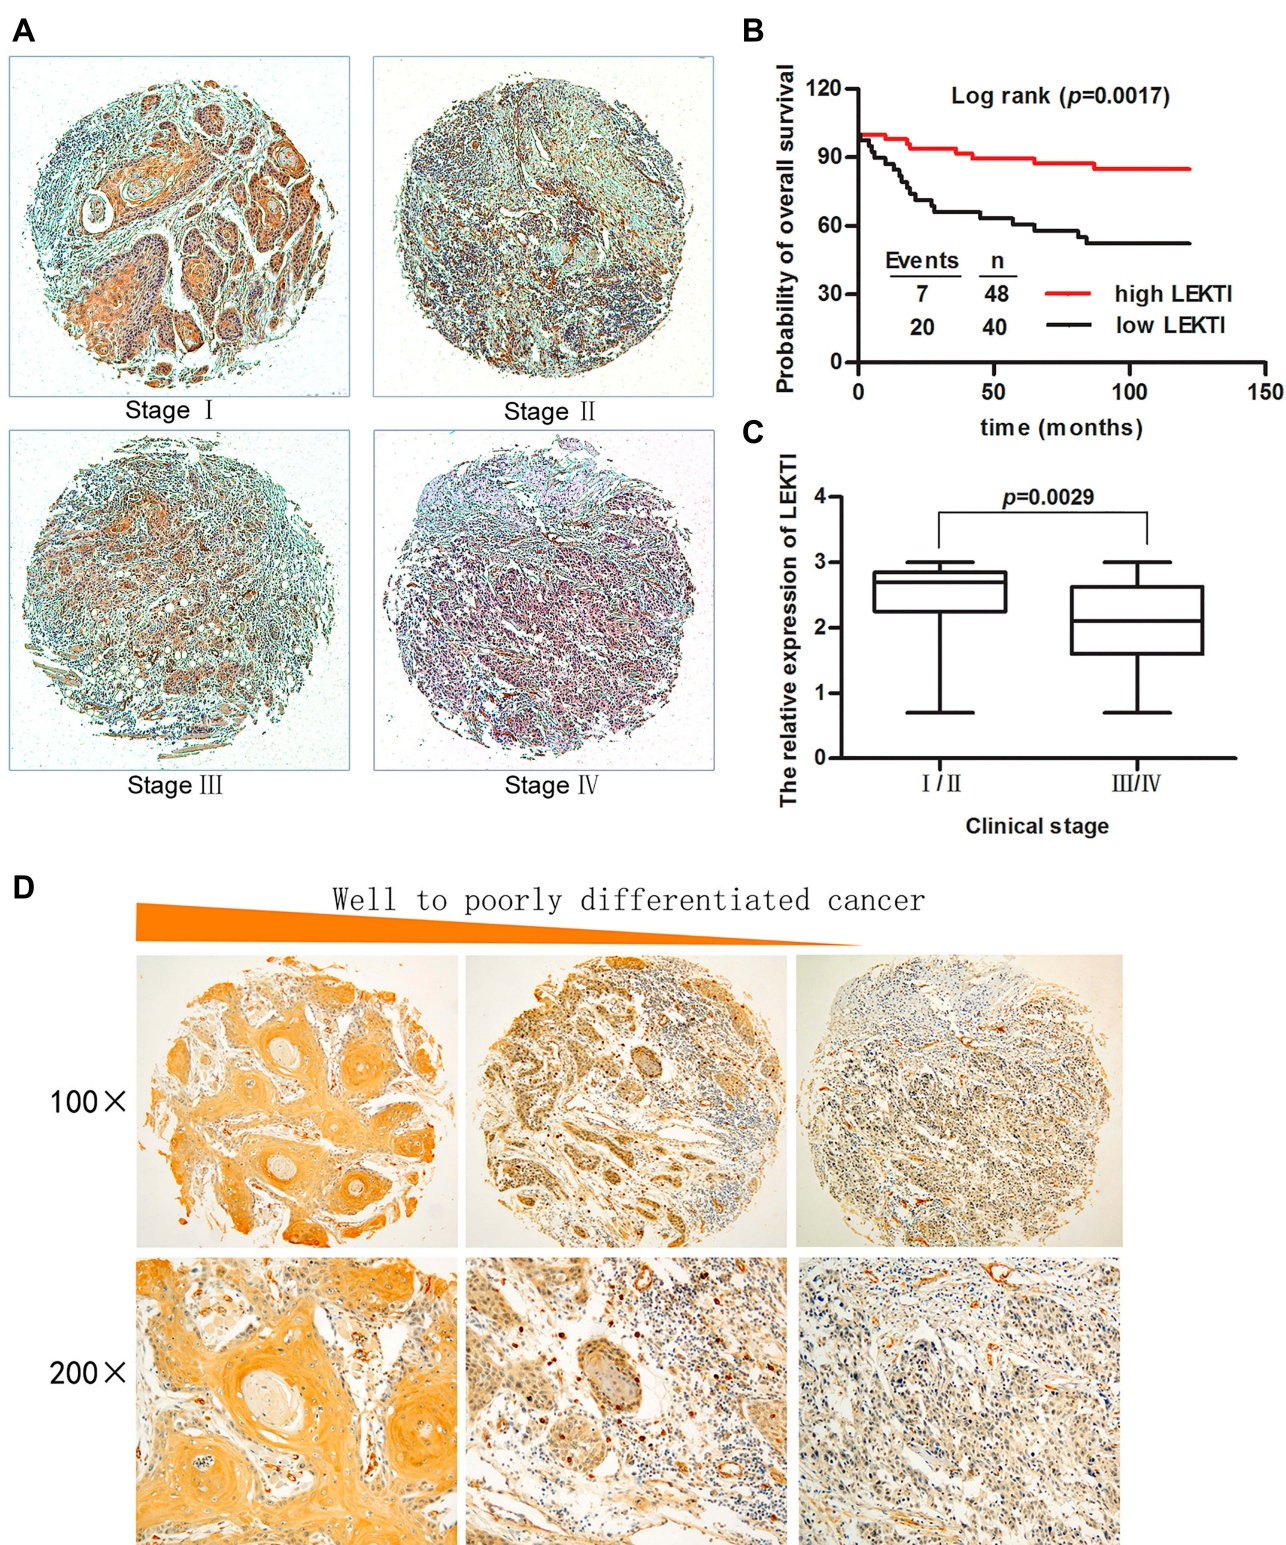 A
Stage Ⅰ
Stage Ⅱ
Stage Ⅲ
Stage Ⅳ
B
Probability of overall survival
120
90
60
30
0
Log rank (p=0.0017)
Events n
7 48 high LEKTI
20 40 low LEKTI
0 50 100 150
time (months)
C
The relative expression of LEKTI
4
3
2
1
0
p=0.0029
Ⅰ/Ⅱ Ⅲ/Ⅳ
Clinical stage
D
Well to poorly differentiated cancer
100×
200×